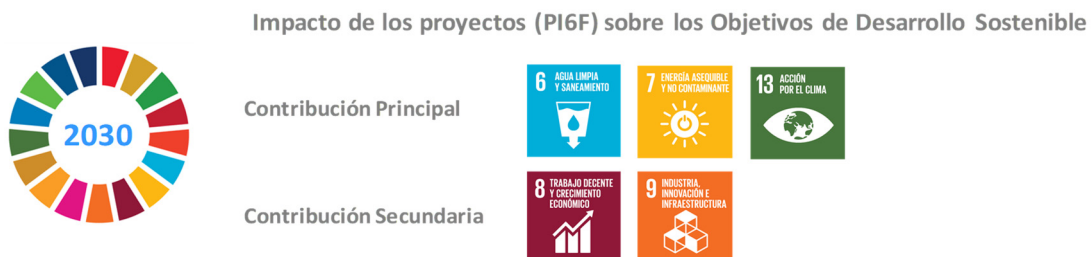 Impacto de los proyectos (PI6F) sobre los Objetivos de Desarrollo Sostenible
2030
Contribución Principal
6 AGUA LIMPIA
Y SANEAMIENTO
7 ENERGÍA ASEQUIBLE
Y NO CONTAMINANTE
13 ACCIÓN
POR EL CLIMA
Contribución Secundaria
8 TRABAJO DECENTE
Y CRECIMIENTO
ECONÓMICO
9 INDUSTRIA,
INNOVACIÓN E
INFRAESTRUCTURA